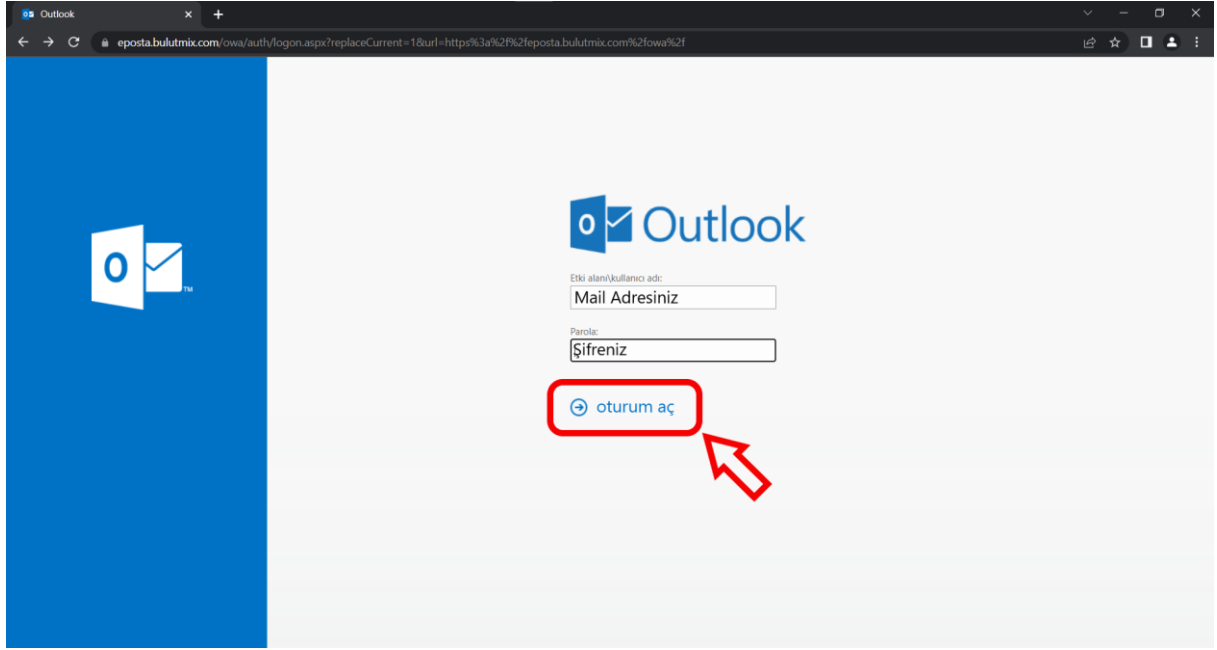 Outlook
eposta.bulutmix.com/owa/auth/logon.aspx?replaceCurrent=1&url=https%3a%2f%2feposta.bulutmix.com%2fowa%2f
Outlook
TM
Etki alanı\kullanıcı adı:
Mail Adresiniz
Parola:
Şifreniz
oturum aç